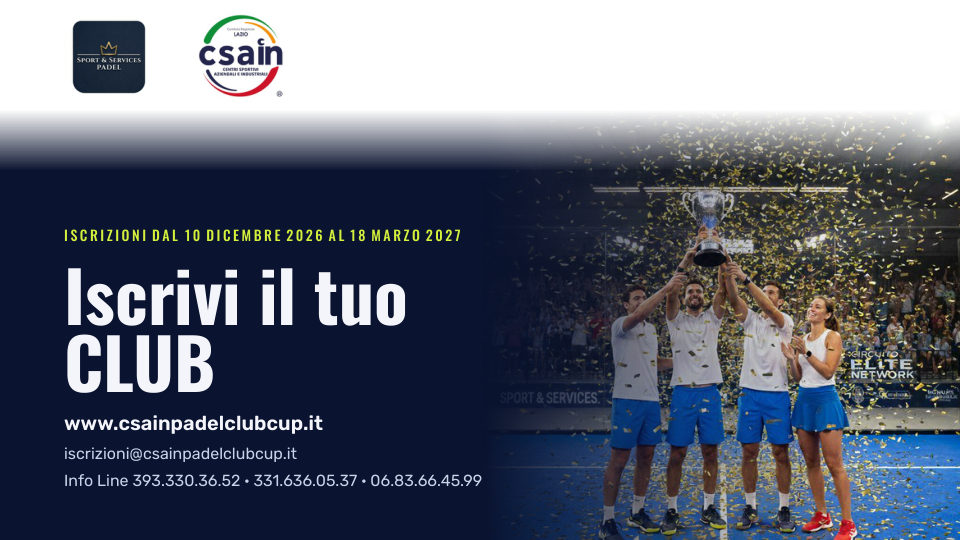 SPORT & SERVICES
PADEL
Comitato Regionale
LAZIO
csain
CENTRI SPORTIVI
AZIENDALI E INDUSTRIALI
®
ISCRIZIONI DAL 10 DICEMBRE 2026 AL 18 MARZO 2027
Iscrivi il tuo
CLUB
www.csainpadelclubcup.it
iscrizioni@csainpadelclubcup.it
Info Line 393.330.36.52 • 331.636.05.37 • 06.83.66.45.99
CIRCUITO
ELITE
NETWORK
SPORT & SERVICES.